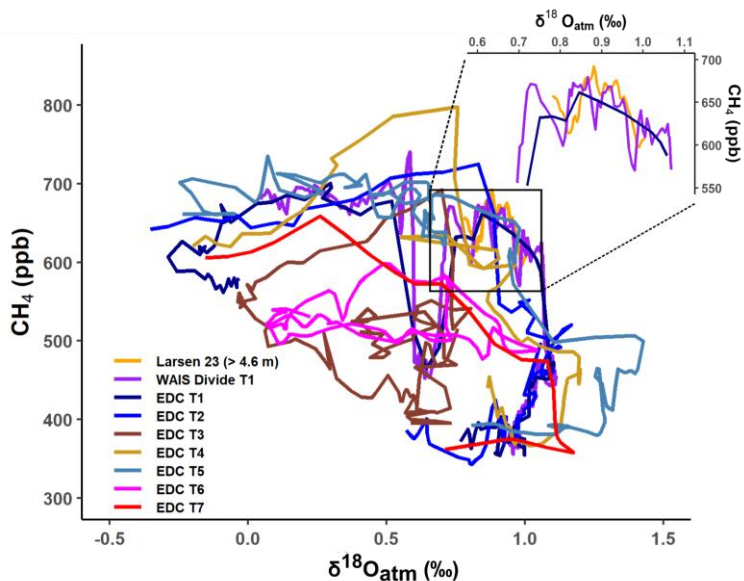 δ¹⁸ Oatm (‰)
0.6 0.7 0.8 0.9 1.0 1.1
700
650
600
550
CH₄ (ppb)
800
700
600
500
400
300
CH₄ (ppb)
Larsen 23 (> 4.6 m)
WAIS Divide T1
EDC T1
EDC T2
EDC T3
EDC T4
EDC T5
EDC T6
EDC T7
-0.5 0.0 0.5 1.0 1.5
δ¹⁸Oatm (‰)